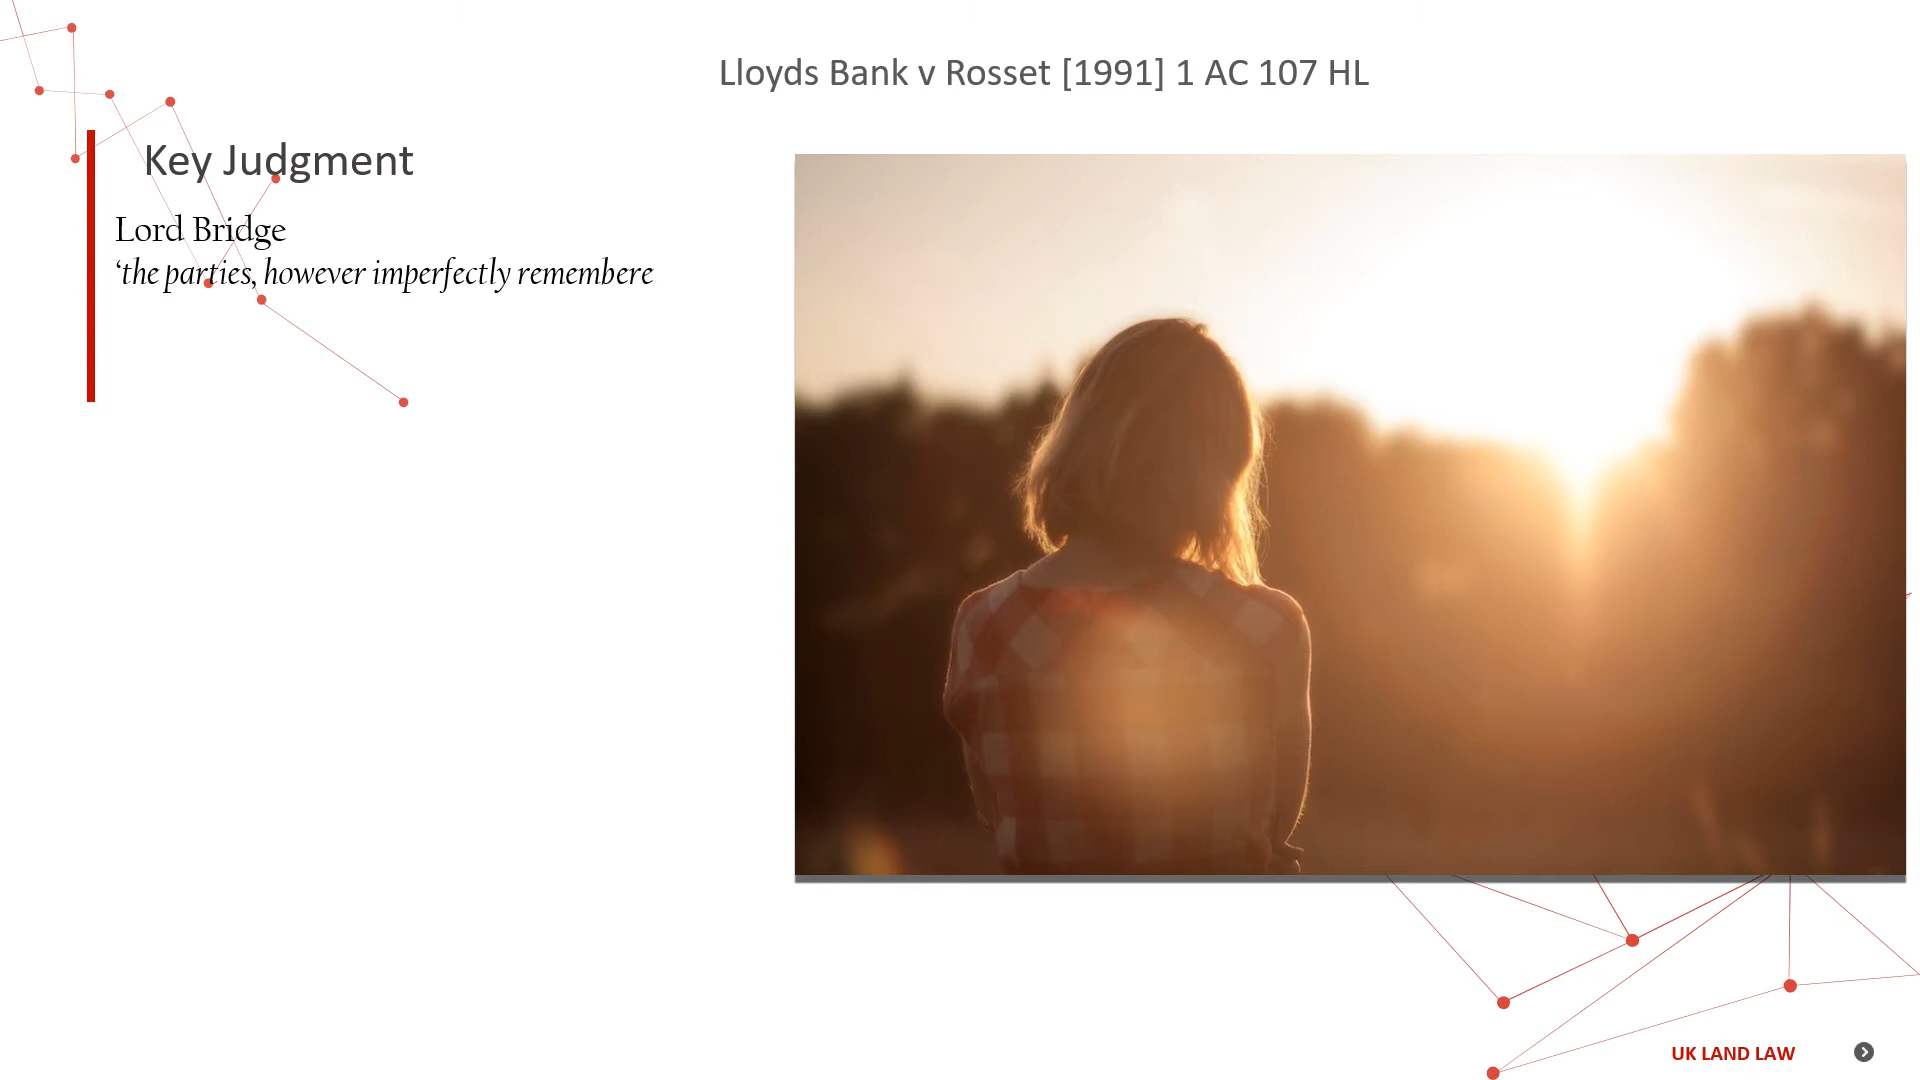 Lloyds Bank v Rosset [1991] 1 AC 107 HL
Key Judgment
Lord Bridge
‘the parties, however imperfectly remembere
UK LAND LAW